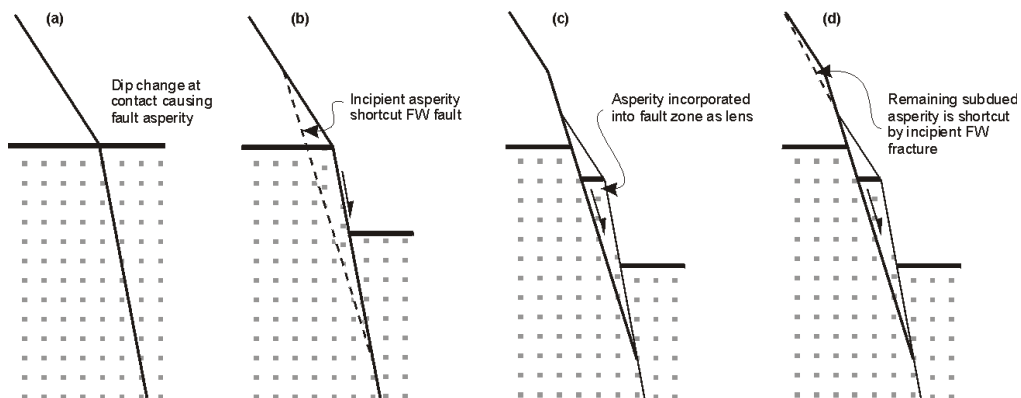 (a)
Dip change at
contact causing
fault asperity
(b)
Incipient asperity
shortcut FW fault
(c)
Asperity incorporated
into fault zone as lens
(d)
Remaining subdued
asperity is shortcut
by incipient FW
fracture